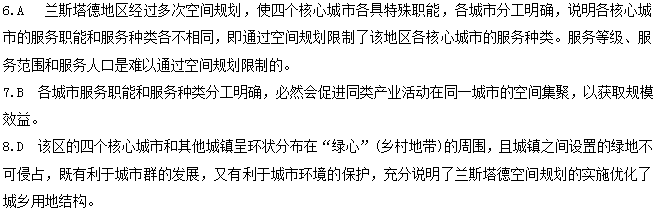 6.A　兰斯塔德地区经过多次空间规划，使四个核心城市各具特殊职能，各城市分工明确，说明各核心城
市的服务职能和服务种类各不相同，即通过空间规划限制了该地区各核心城市的服务种类。服务等级、服
务范围和服务人口是难以通过空间规划限制的。
7.B　各城市服务职能和服务种类分工明确，必然会促进同类产业活动在同一城市的空间集聚，以获取规模
效益。
8.D　该区的四个核心城市和其他城镇呈环状分布在“绿心”(乡村地带)的周围，且城镇之间设置的绿地不
可侵占，既有利于城市群的发展，又有利于城市环境的保护，充分说明了兰斯塔德空间规划的实施优化了
城乡用地结构。